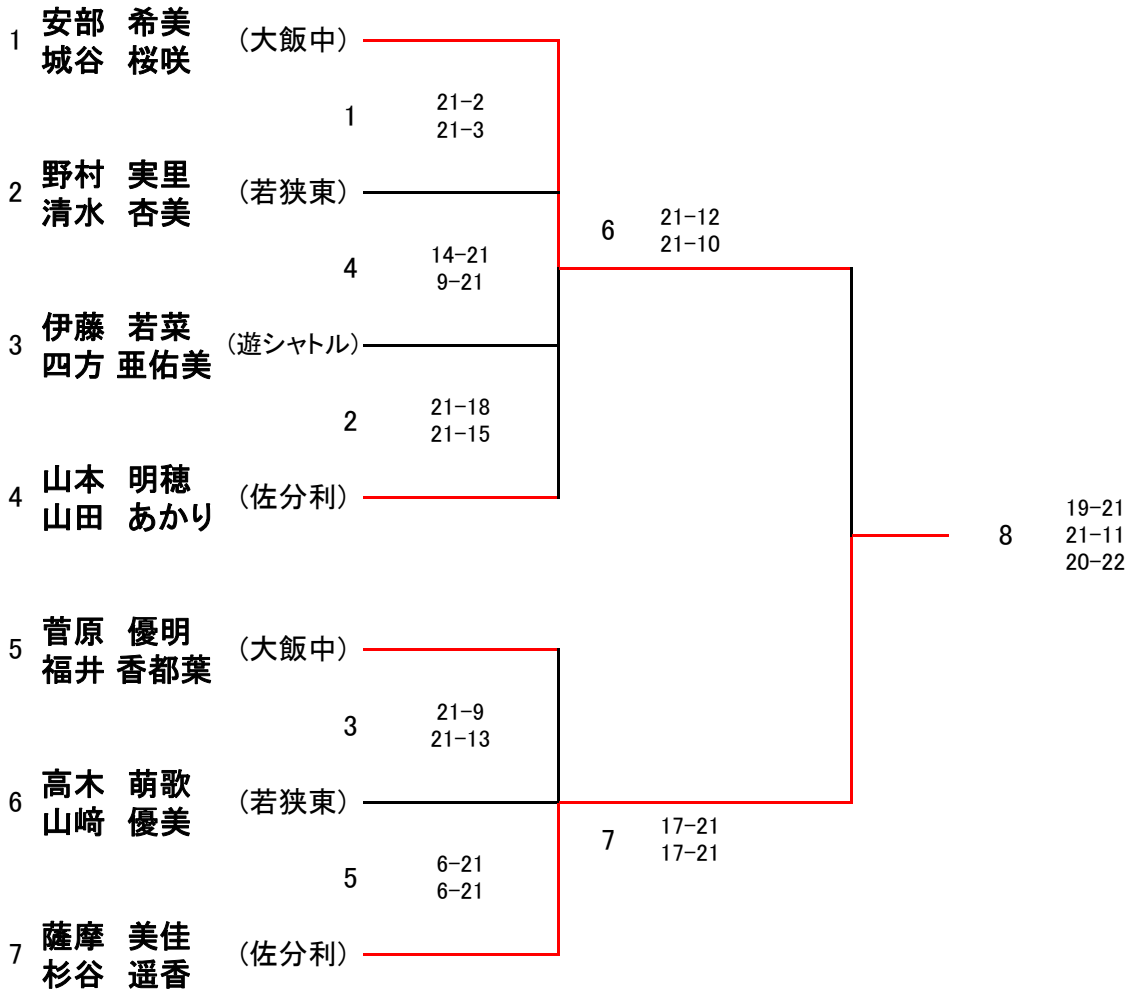 1 安部 希美 (大飯中)
城谷 桜咲
1 21-2
21-3
2 野村 実里 (若狭東)
清水 杏美
6 21-12
21-10
4 14-21
9-21
3 伊藤 若菜 (遊シャトル)
四方 亜佑美
2 21-18
21-15
4 山本 明穂 (佐分利)
山田 あかり
8 19-21
21-11
20-22
5 菅原 優明 (大飯中)
福井 香都葉
3 21-9
21-13
6 高木 萌歌 (若狭東)
山﨑 優美
7 17-21
17-21
5 6-21
6-21
7 薩摩 美佳 (佐分利)
杉谷 遥香